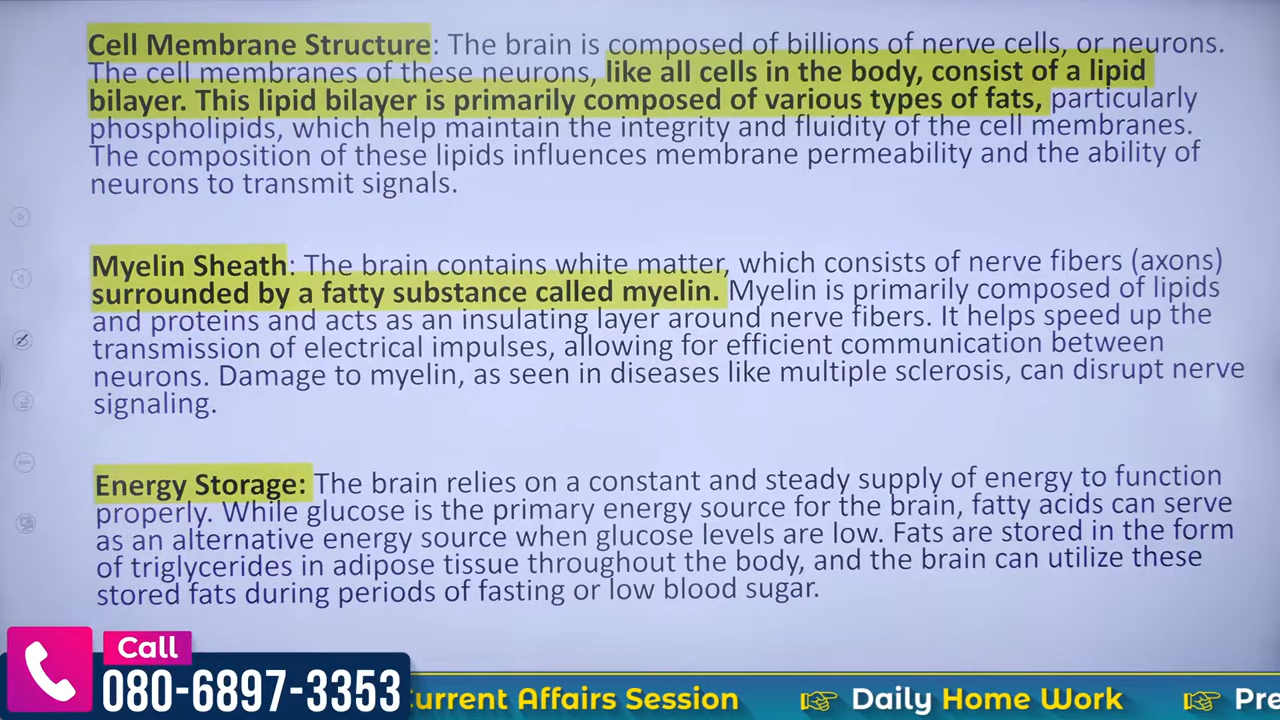 Cell Membrane Structure: The brain is composed of billions of nerve cells, or neurons.
The cell membranes of these neurons, like all cells in the body, consist of a lipid
bilayer. This lipid bilayer is primarily composed of various types of fats, particularly
phospholipids, which help maintain the integrity and fluidity of the cell membranes.
The composition of these lipids influences membrane permeability and the ability of
neurons to transmit signals.
Myelin Sheath: The brain contains white matter, which consists of nerve fibers (axons)
surrounded by a fatty substance called myelin. Myelin is primarily composed of lipids
and proteins and acts as an insulating layer around nerve fibers. It helps speed up the
transmission of electrical impulses, allowing for efficient communication between
neurons. Damage to myelin, as seen in diseases like multiple sclerosis, can disrupt nerve
signaling.
Energy Storage: The brain relies on a constant and steady supply of energy to function
properly. While glucose is the primary energy source for the brain, fatty acids can serve
as an alternative energy source when glucose levels are low. Fats are stored in the form
of triglycerides in adipose tissue throughout the body, and the brain can utilize these
stored fats during periods of fasting or low blood sugar.
Call
080-6897-3353
urrent Affairs Session Daily Home Work Pre